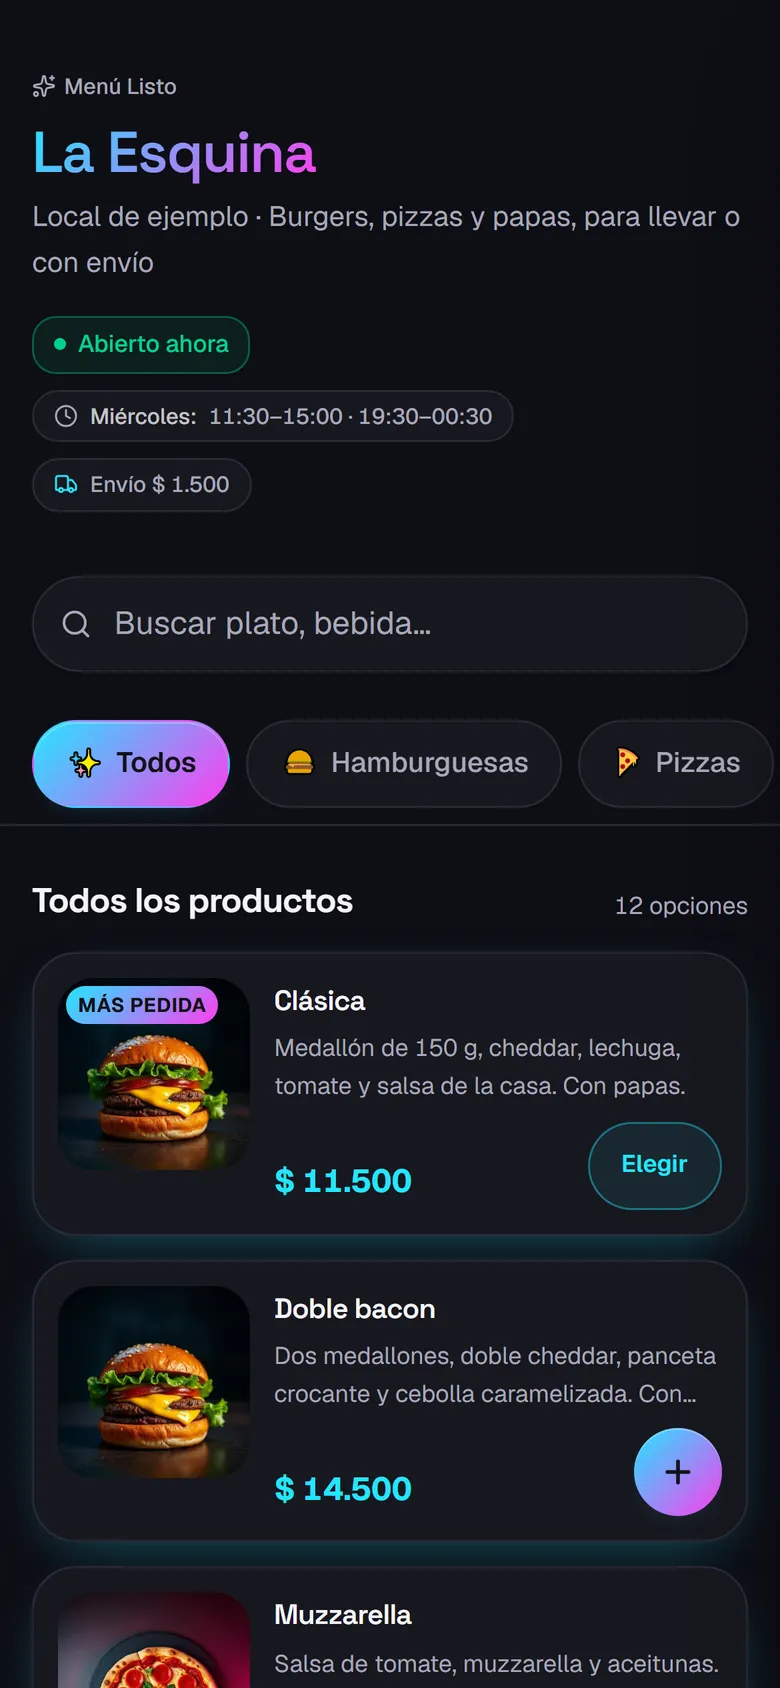 Menú Listo
La Esquina
Local de ejemplo · Burgers, pizzas y papas, para llevar o
con envío
Abierto ahora
Miércoles: 11:30–15:00 · 19:30–00:30
Envío $ 1.500
Buscar plato, bebida...
Todos
Hamburguesas
Pizzas
Todos los productos
12 opciones
MÁS PEDIDA
Clásica
Medallón de 150 g, cheddar, lechuga,
tomate y salsa de la casa. Con papas.
$ 11.500
Elegir
Doble bacon
Dos medallones, doble cheddar, panceta
crocante y cebolla caramelizada. Con...
$ 14.500
+
Muzzarella
Salsa de tomate, muzzarella y aceitunas.